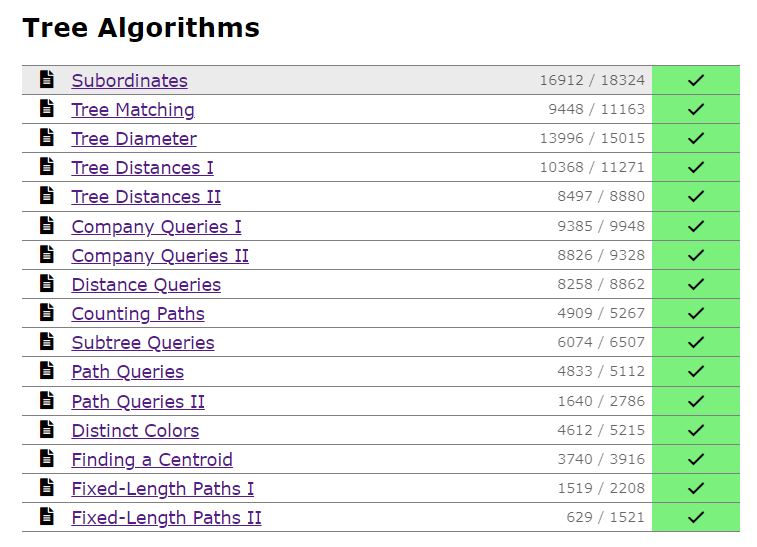 Tree Algorithms
Subordinates 16912 / 18324
Tree Matching 9448 / 11163
Tree Diameter 13996 / 15015
Tree Distances I 10368 / 11271
Tree Distances II 8497 / 8880
Company Queries I 9385 / 9948
Company Queries II 8826 / 9328
Distance Queries 8258 / 8862
Counting Paths 4909 / 5267
Subtree Queries 6074 / 6507
Path Queries 4833 / 5112
Path Queries II 1640 / 2786
Distinct Colors 4612 / 5215
Finding a Centroid 3740 / 3916
Fixed-Length Paths I 1519 / 2208
Fixed-Length Paths II 629 / 1521